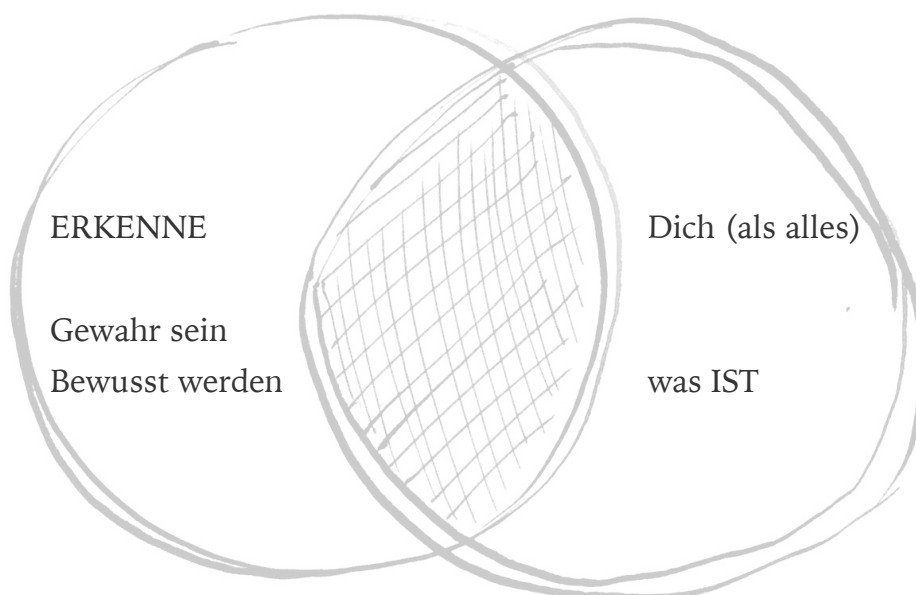 ERKENNE
Dich (als alles)
Gewahr sein
Bewusst werden
was IST